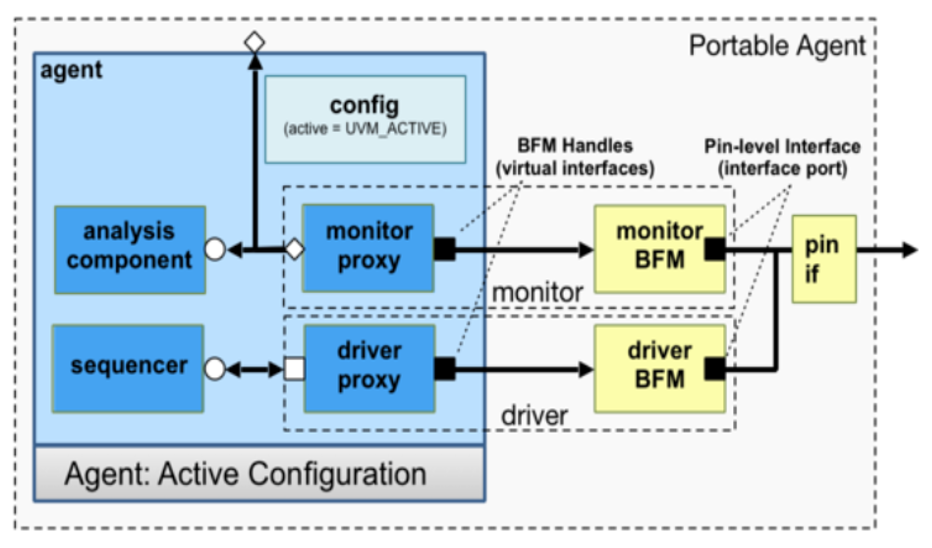 Portable Agent
agent
config
(active = UVM_ACTIVE)
BFM Handles
(virtual interfaces)
Pin-level Interface
(interface port)
analysis
component
monitor
proxy
monitor
BFM
pin
if
monitor
sequencer
driver
proxy
driver
BFM
driver
Agent: Active Configuration